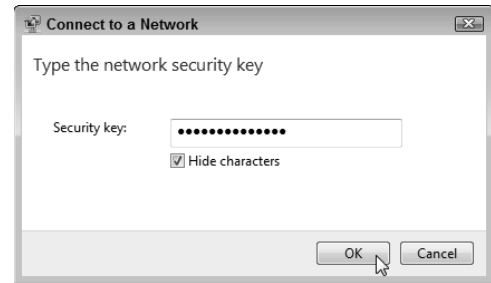 Connect to a Network
Type the network security key
Security key: ••••••••••••••
Hide characters
OK Cancel